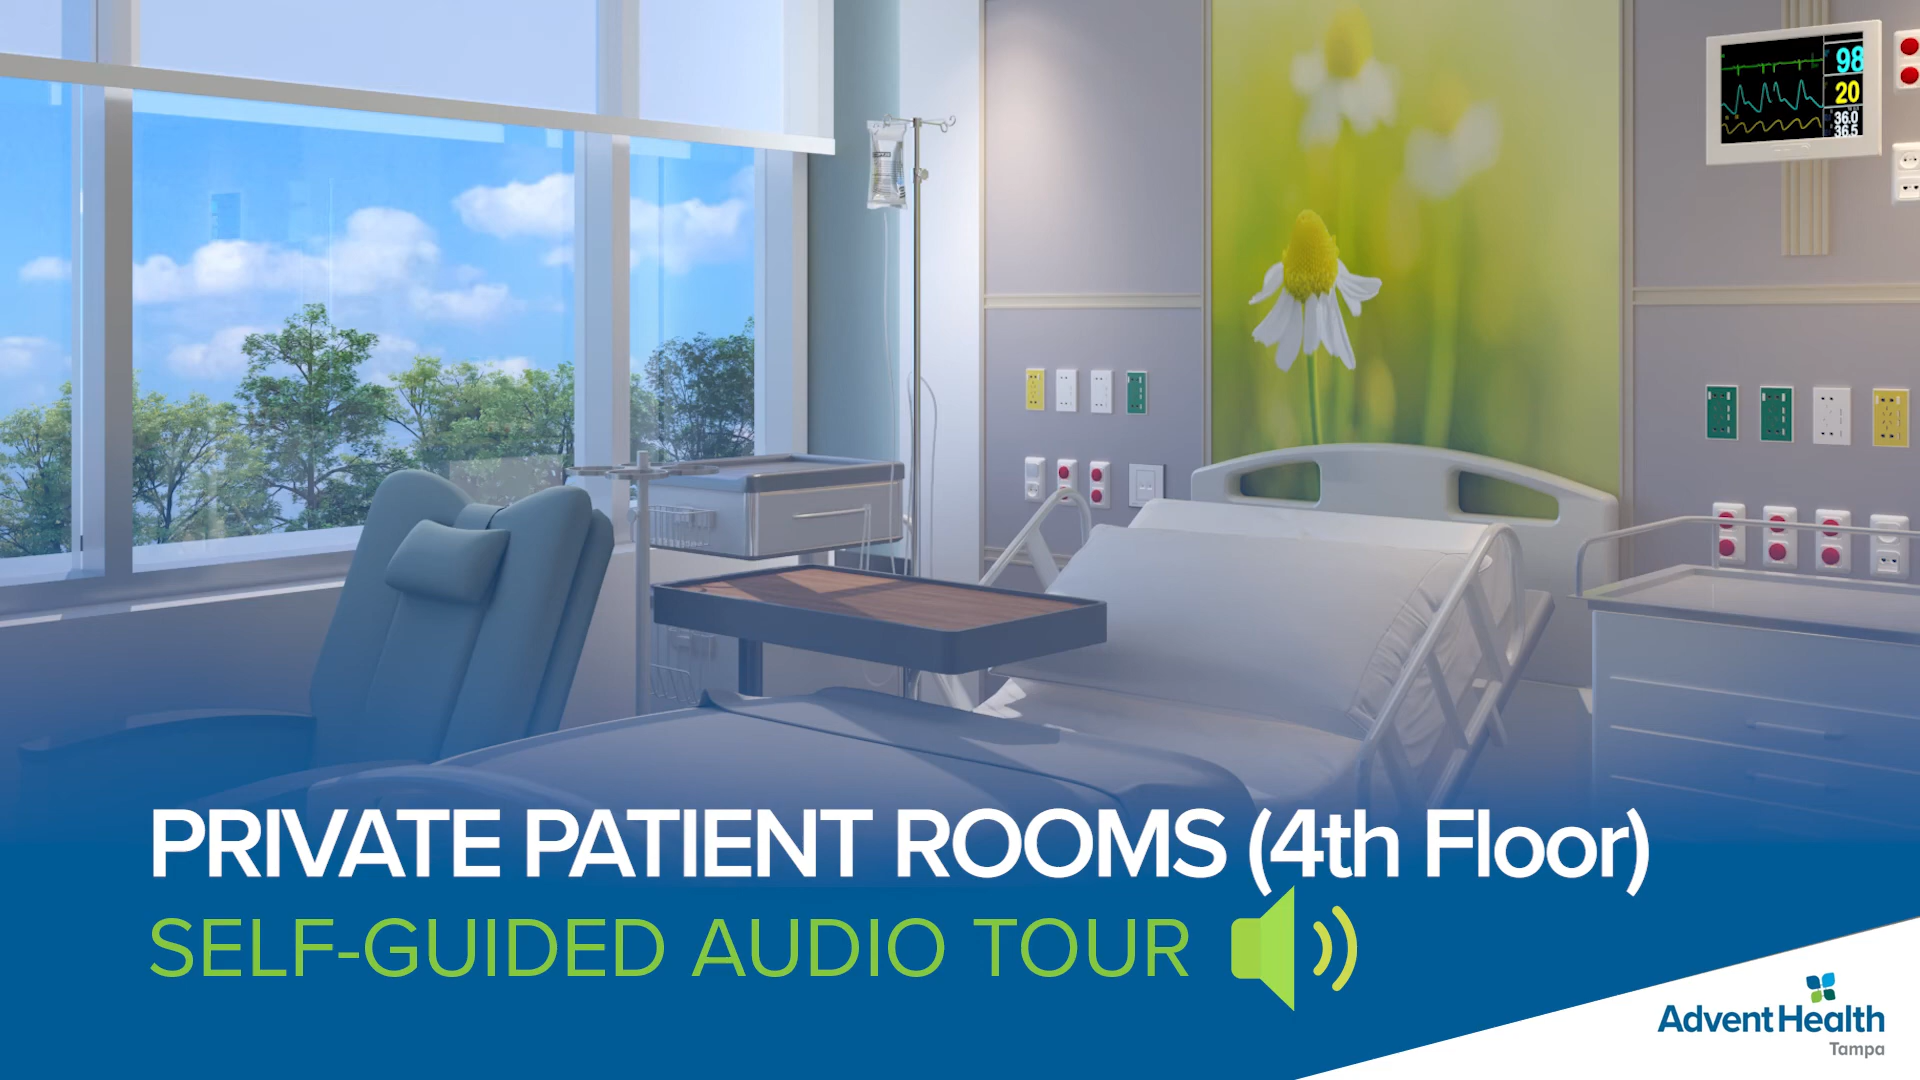 98
20
36.0
36.5
PRIVATE PATIENT ROOMS (4th Floor)
SELF-GUIDED AUDIO TOUR
AdventHealth
Tampa